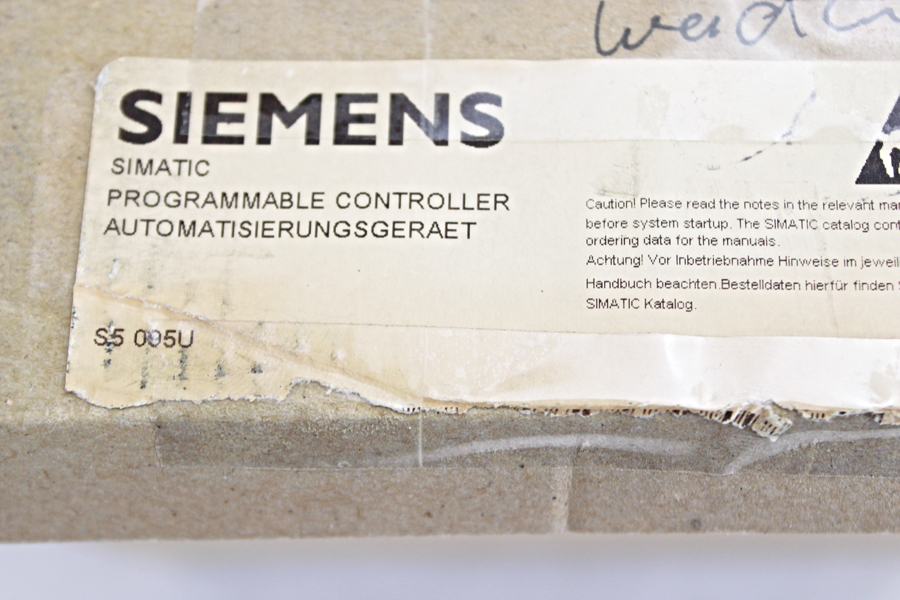 SIEMENS
SIMATIC
PROGRAMMABLE CONTROLLER
AUTOMATISIERUNGSGERAET
S5 095U
Caution! Please read the notes in the relevant
before system startup. The SIMATIC catalog
ordering data for the manuals.
Achtung! Vor Inbetriebnahme Hinweise im
Handbuch beachten.Bestelldaten hierfür finden
SIMATIC Katalog.